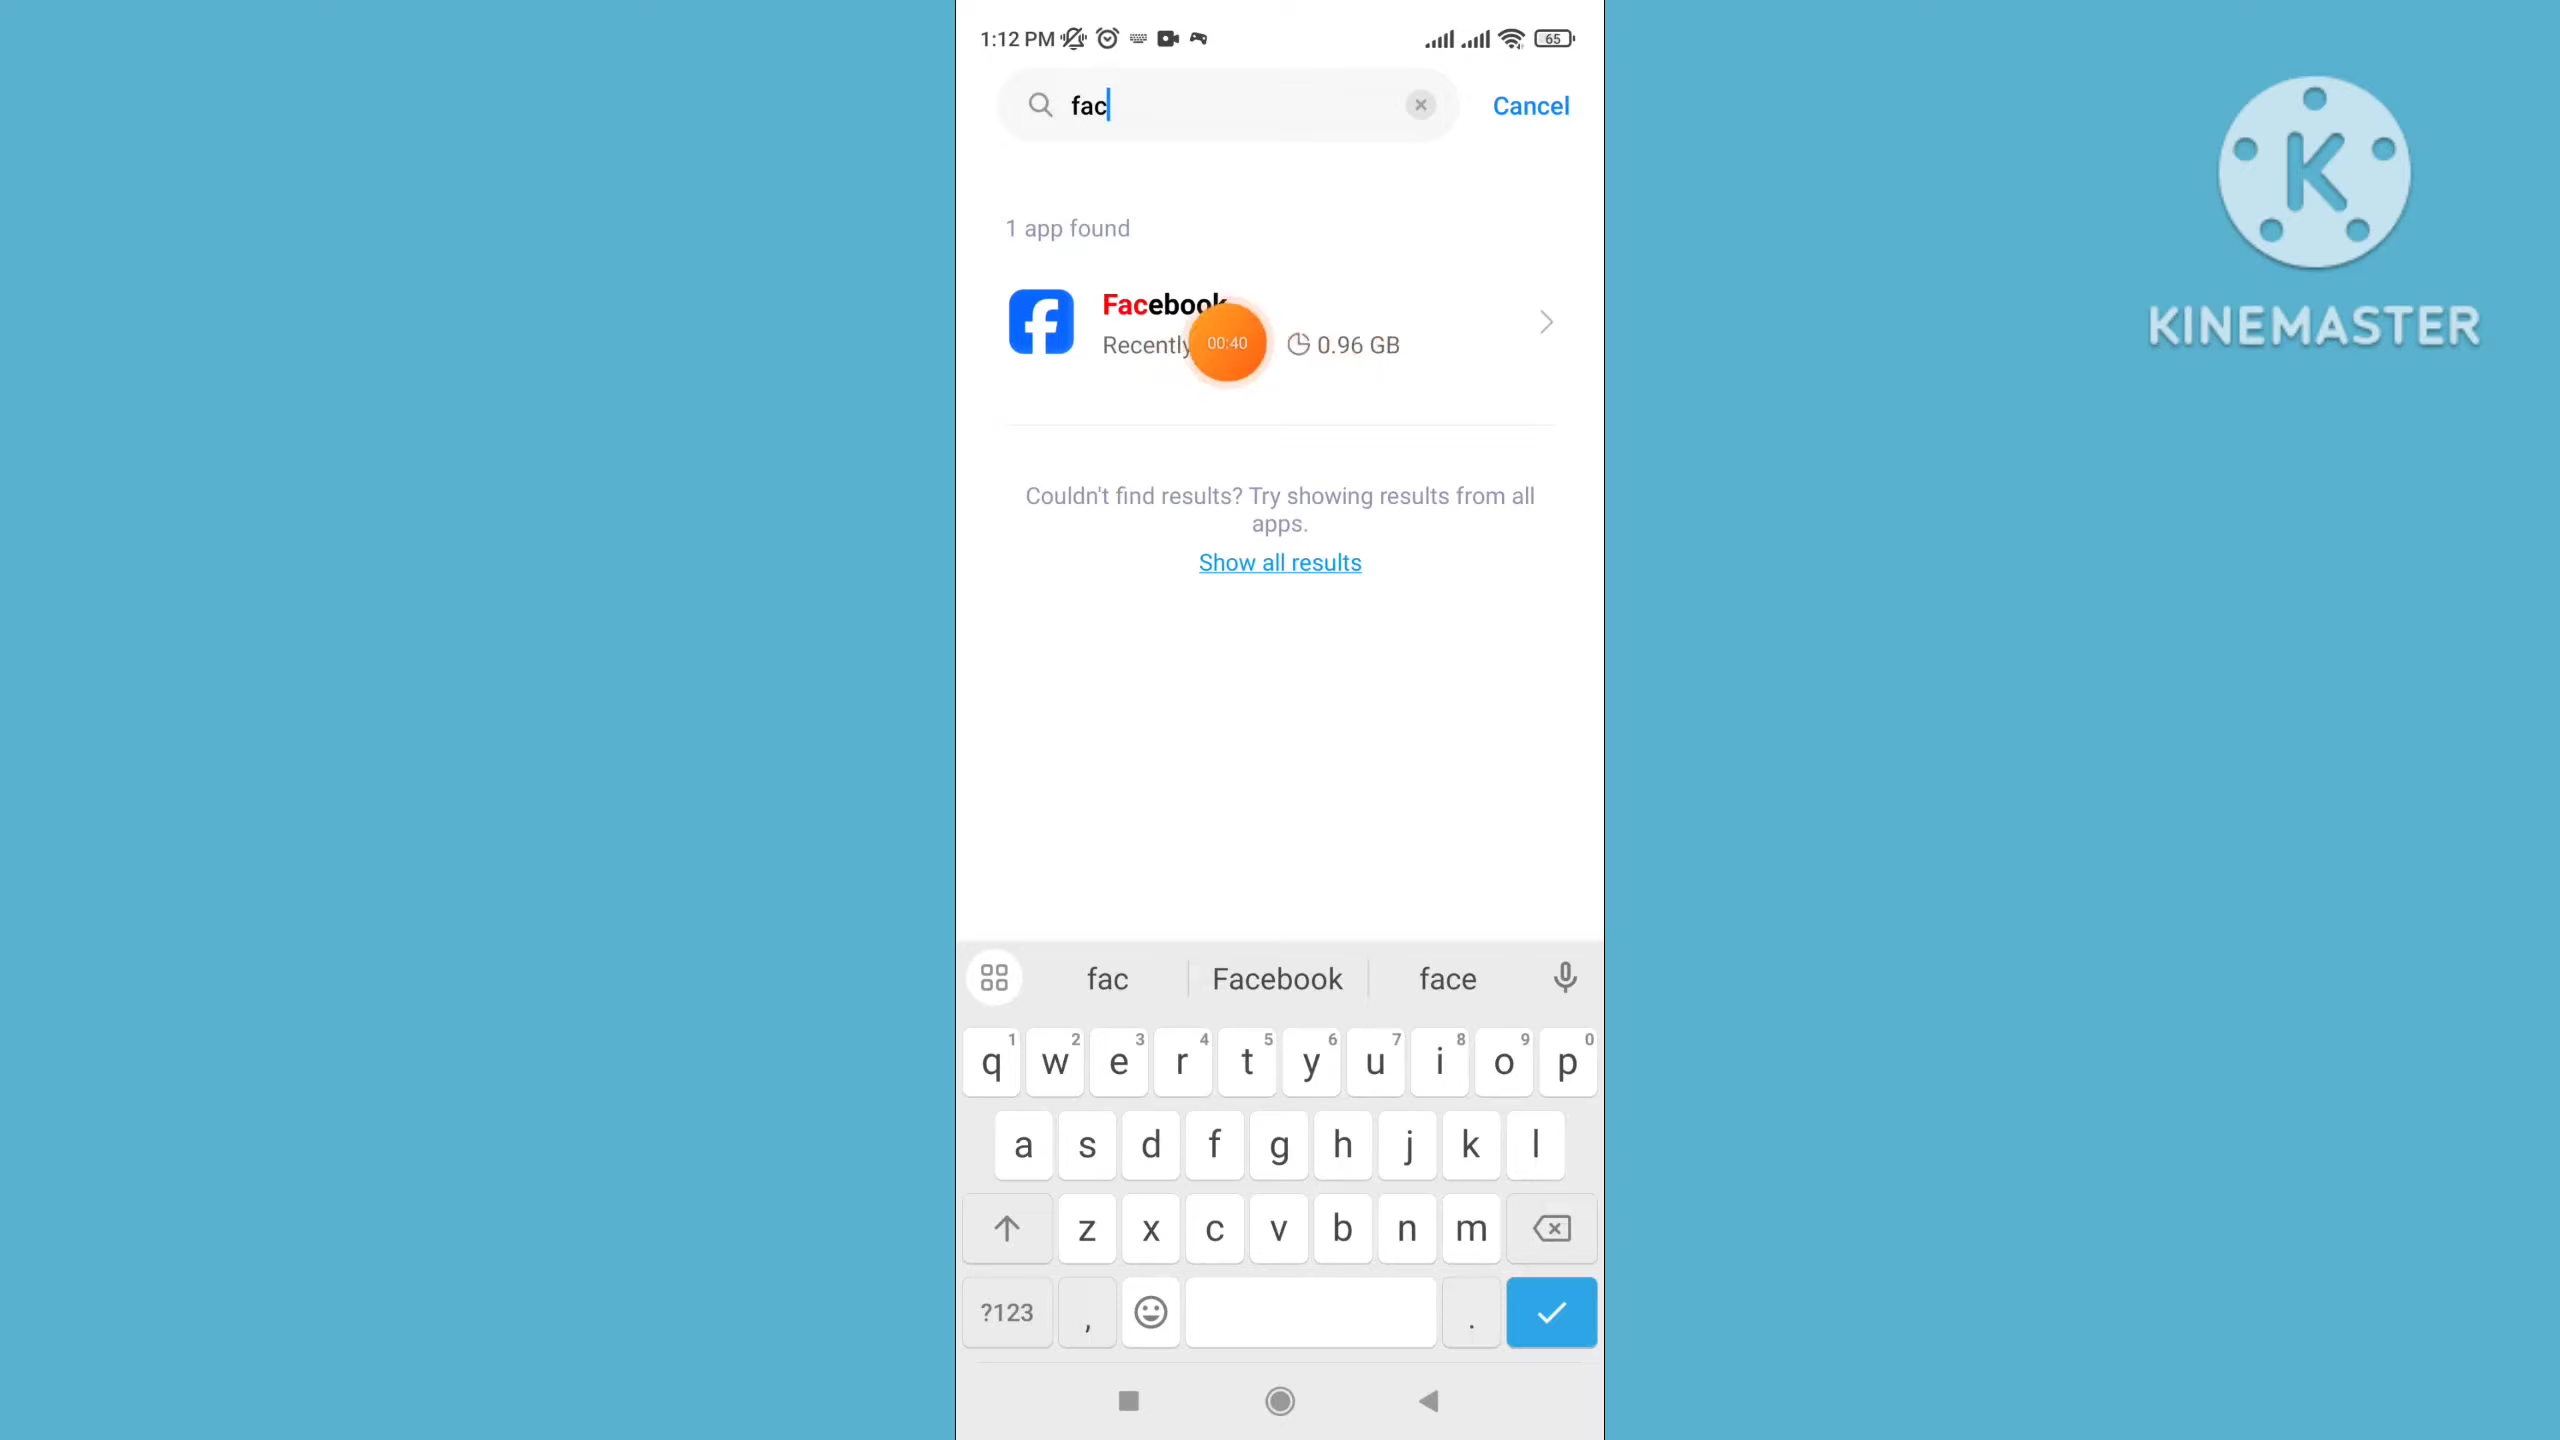 1:12 PM 65
fac Cancel
1 app found
Facebook
Recently 00:40 0.96 GB
Couldn't find results? Try showing results from all
apps.
Show all results
fac Facebook face
q1 w2 e3 r4 t5 y6 u7 i8 o9 p0
a s d f g h j k l
z x c v b n m
?123 , .
K
KINEMASTER